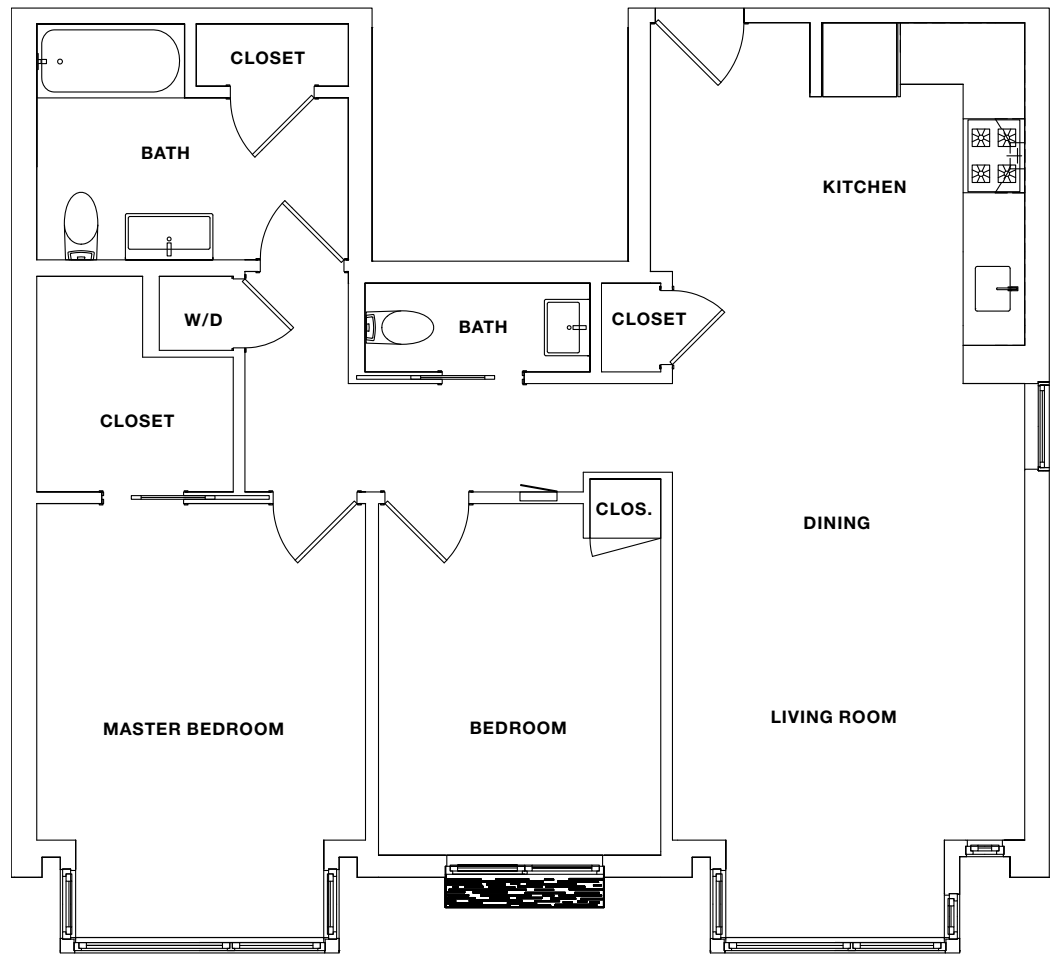 CLOSET
BATH
KITCHEN
W/D
BATH
CLOSET
CLOSET
CLOS.
DINING
MASTER BEDROOM
BEDROOM
LIVING ROOM